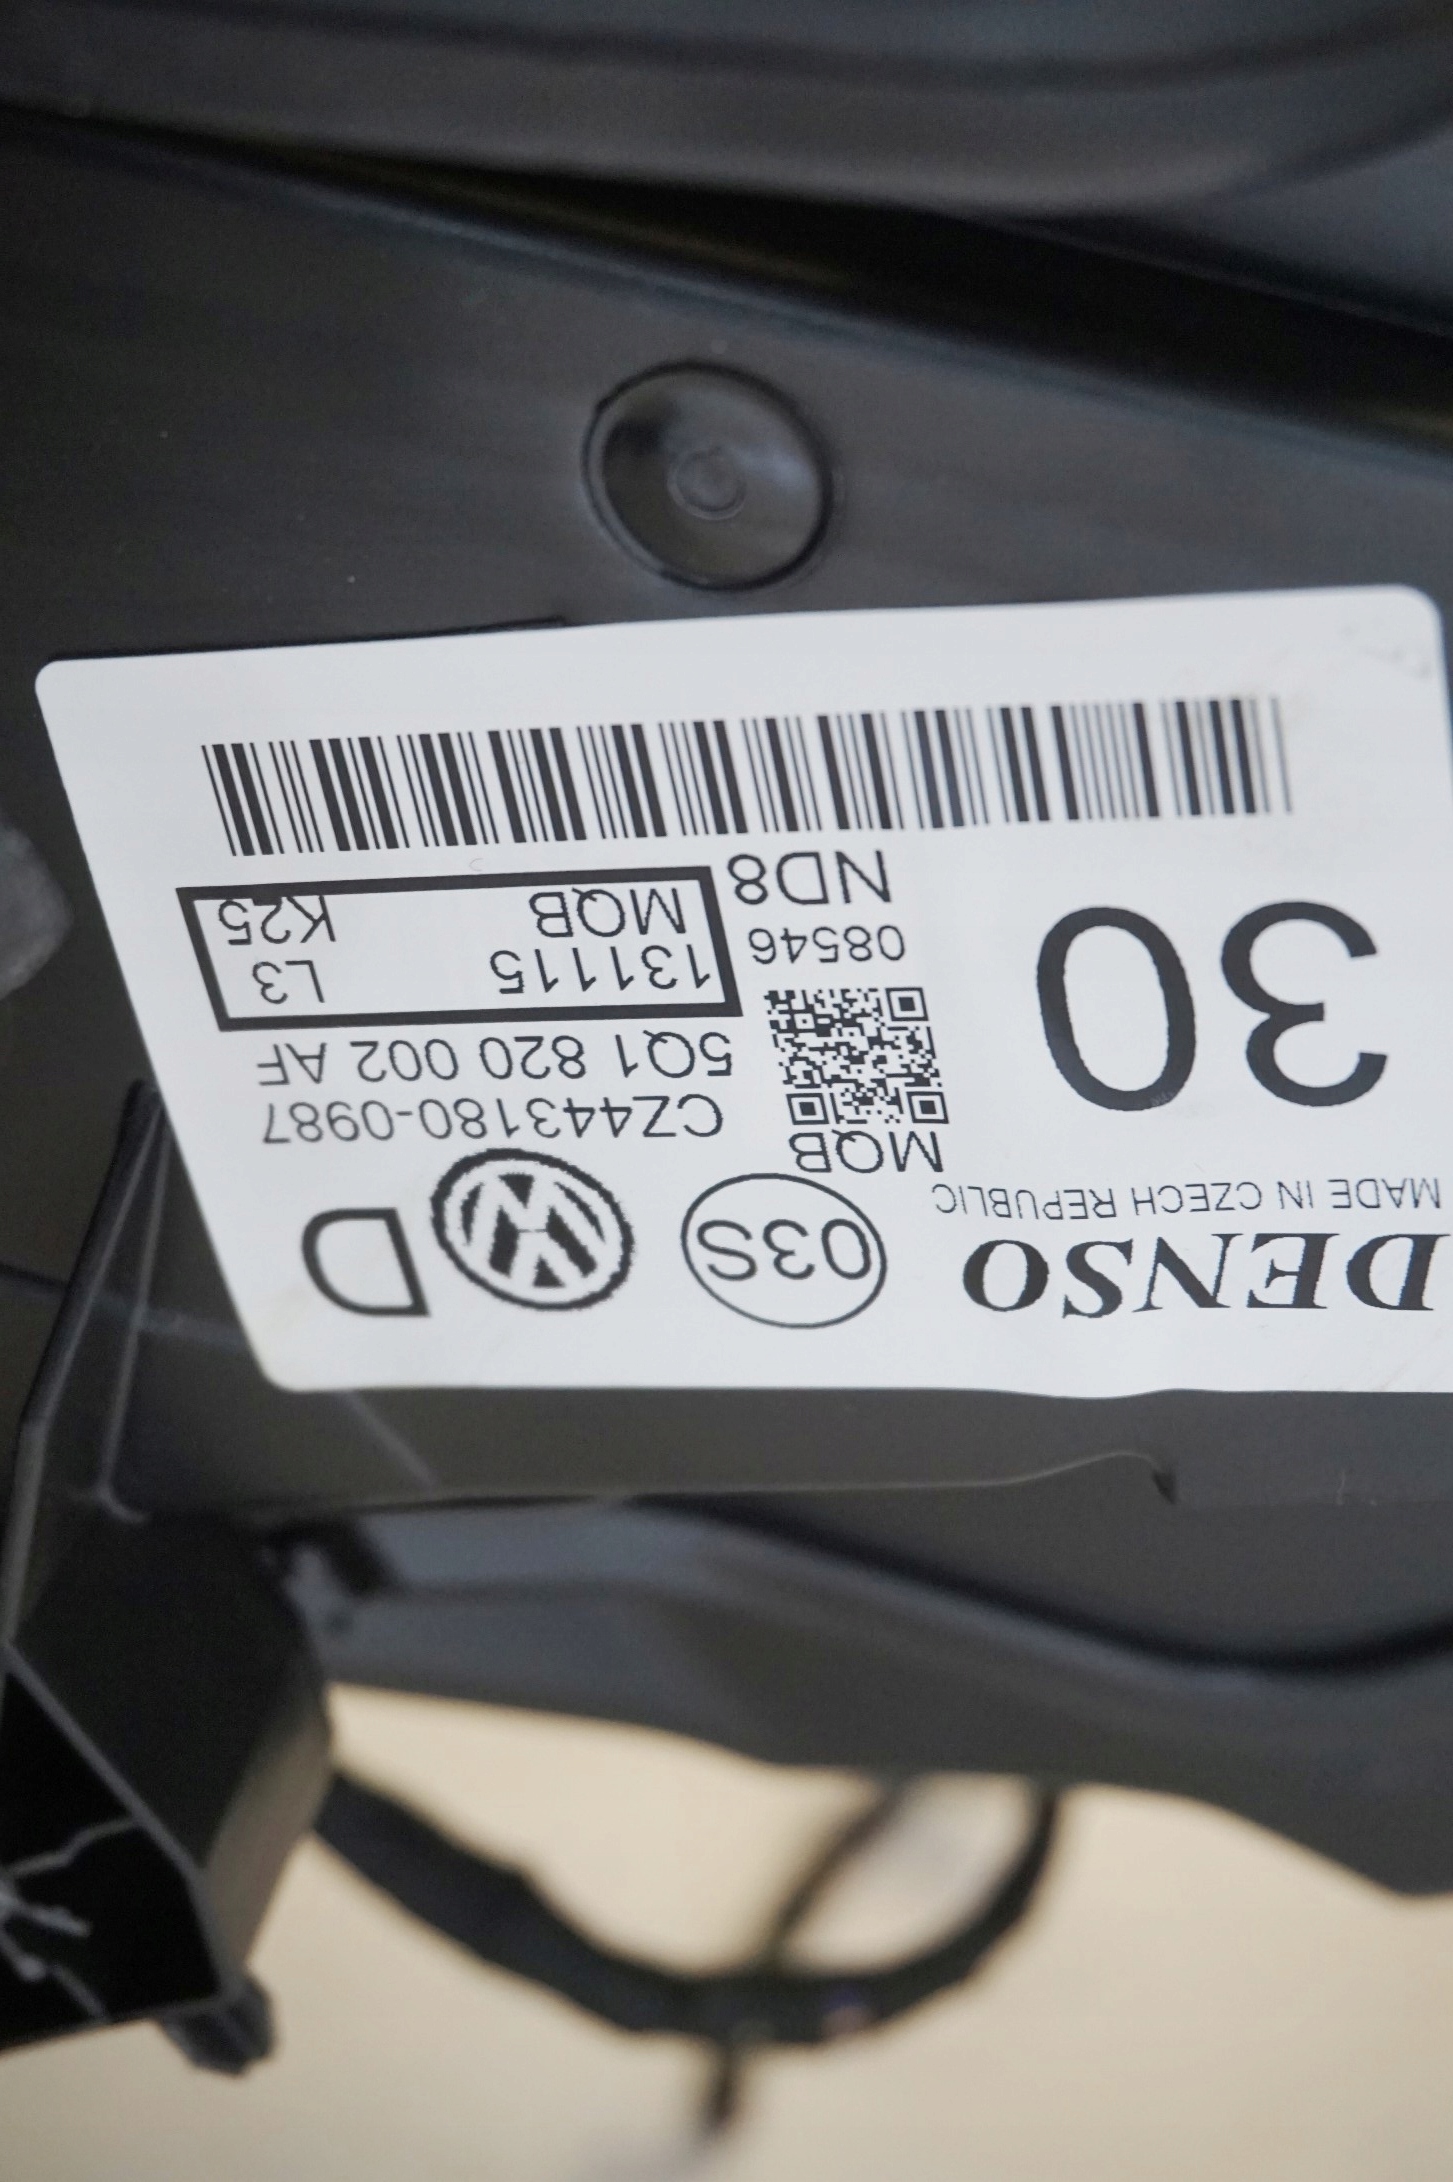 DENSO
MADE IN CZECH REPUBLIC
30
03S
D
MQB
08546
ND8
CZ443180-0987
5Q1 820 002 AF
131115 L3
MQB K25